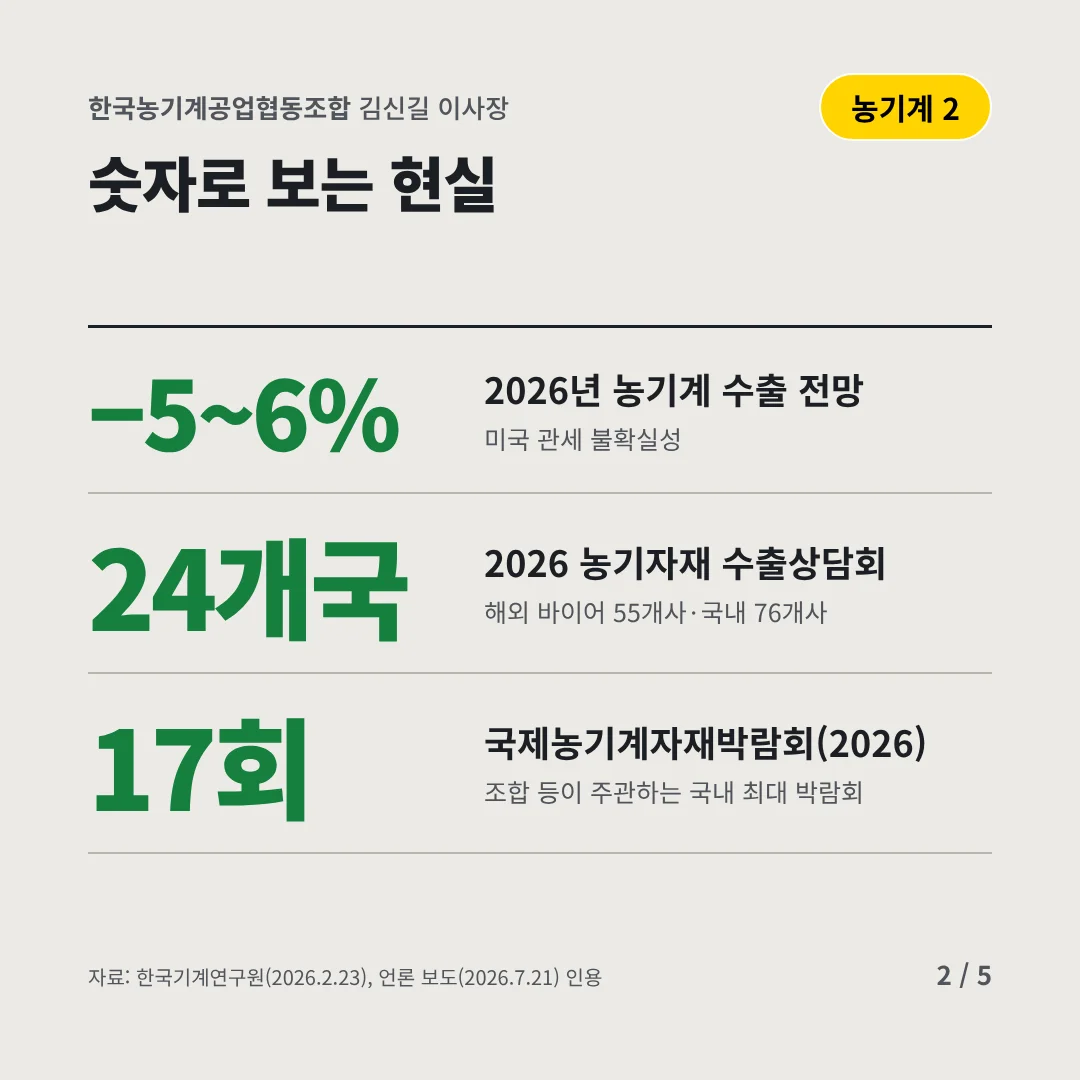 한국농기계공업협동조합 김신길 이사장
농기계 2
숫자로 보는 현실
–5~6%
2026년 농기계 수출 전망
미국 관세 불확실성
24개국
2026 농기자재 수출상담회
해외 바이어 55개사·국내 76개사
17회
국제농기계자재박람회(2026)
조합 등이 주관하는 국내 최대 박람회
자료: 한국기계연구원(2026.2.23), 언론 보도(2026.7.21) 인용
2 / 5